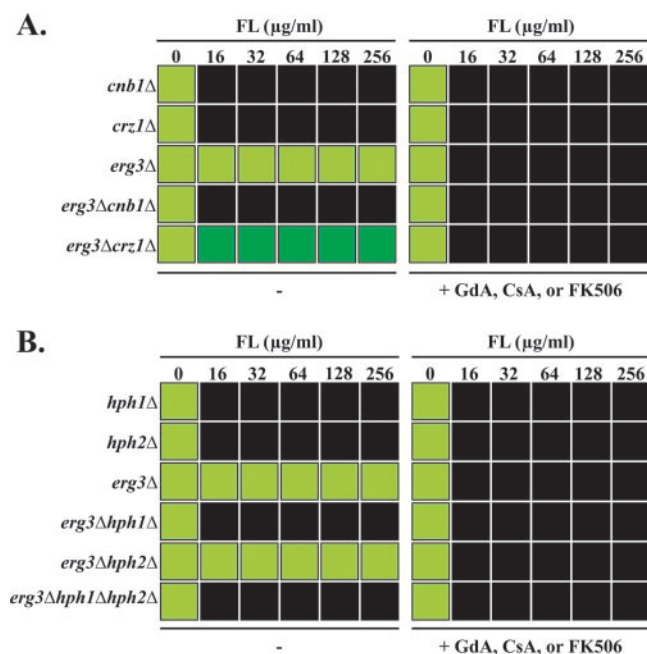 A.
FL (µg/ml) FL (µg/ml)
0 16 32 64 128 256 0 16 32 64 128 256
cnb1Δ
crz1Δ
erg3Δ
erg3Δcnb1Δ
erg3Δcrz1Δ
- + GdA, CsA, or FK506
B.
FL (µg/ml) FL (µg/ml)
0 16 32 64 128 256 0 16 32 64 128 256
hph1Δ
hph2Δ
erg3Δ
erg3Δhph1Δ
erg3Δhph2Δ
erg3Δhph1Δhph2Δ
- + GdA, CsA, or FK506